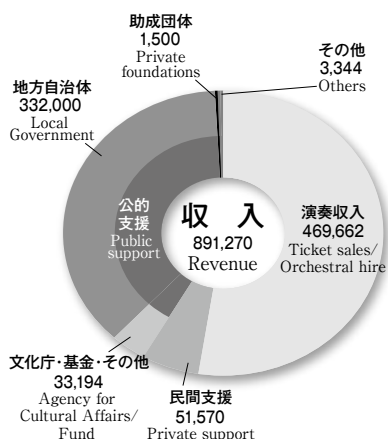 助成団体
1,500
Private
foundations
その他
3,344
Others
地方自治体
332,000
Local
Government
公的
支援
Public
support
収 入
891,270
Revenue
演奏収入
469,662
Ticket sales/
Orchestral hire
文化庁・基金・その他
33,194
Agency for
Cultural Affairs/
Fund
民間支援
51,570
Private support